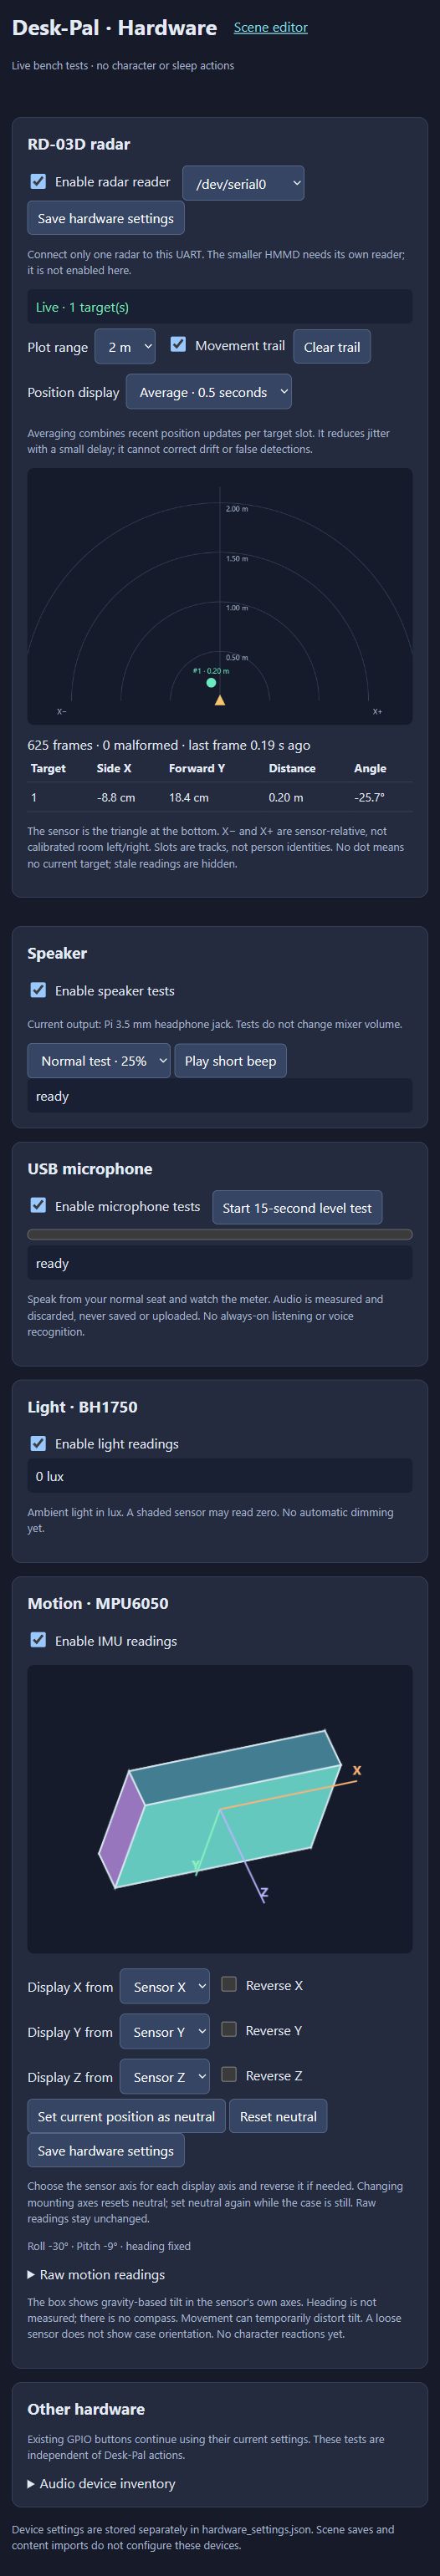 Desk-Pal · Hardware Scene editor
Live bench tests · no character or sleep actions
RD-03D radar
Enable radar reader /dev/serial0
Save hardware settings
Connect only one radar to this UART. The smaller HMMD needs its own reader;
it is not enabled here.
Live · 1 target(s)
Plot range 2 m Movement trail Clear trail
Position display Average · 0.5 seconds
Averaging combines recent position updates per target slot. It reduces jitter
with a small delay; it cannot correct drift or false detections.
2.00 m
1.50 m
1.00 m
0.50 m
#1 · 0.20 m
X− X+
625 frames · 0 malformed · last frame 0.19 s ago
Target Side X Forward Y Distance Angle
1 -8.8 cm 18.4 cm 0.20 m -25.7°
The sensor is the triangle at the bottom. X− and X+ are sensor-relative, not
calibrated room left/right. Slots are tracks, not person identities. No dot means
no current target; stale readings are hidden.
Speaker
Enable speaker tests
Current output: Pi 3.5 mm headphone jack. Tests do not change mixer volume.
Normal test · 25% Play short beep
ready
USB microphone
Enable microphone tests Start 15-second level test
ready
Speak from your normal seat and watch the meter. Audio is measured and
discarded, never saved or uploaded. No always-on listening or voice
recognition.
Light · BH1750
Enable light readings
0 lux
Ambient light in lux. A shaded sensor may read zero. No automatic dimming
yet.
Motion · MPU6050
Enable IMU readings
X
Y
Z
Display X from Sensor X Reverse X
Display Y from Sensor Y Reverse Y
Display Z from Sensor Z Reverse Z
Set current position as neutral Reset neutral
Save hardware settings
Choose the sensor axis for each display axis and reverse it if needed. Changing
mounting axes resets neutral; set neutral again while the case is still. Raw
readings stay unchanged.
Roll -30° · Pitch -9° · heading fixed
Raw motion readings
The box shows gravity-based tilt in the sensor's own axes. Heading is not
measured; there is no compass. Movement can temporarily distort tilt. A loose
sensor does not show case orientation. No character reactions yet.
Other hardware
Existing GPIO buttons continue using their current settings. These tests are
independent of Desk-Pal actions.
Audio device inventory
Device settings are stored separately in hardware_settings.json. Scene saves and
content imports do not configure these devices.